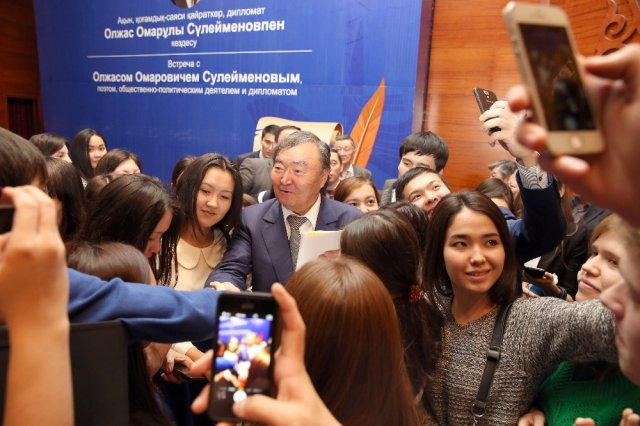 Ақын, қоғамдық-саяси қайраткер, дипломат
Олжас Омарұлы Сүлейменовпен
кездесу
Встреча с
Олжасом Омаровичем Сулейменовым,
поэтом, общественно-политическим деятелем и дипломатом